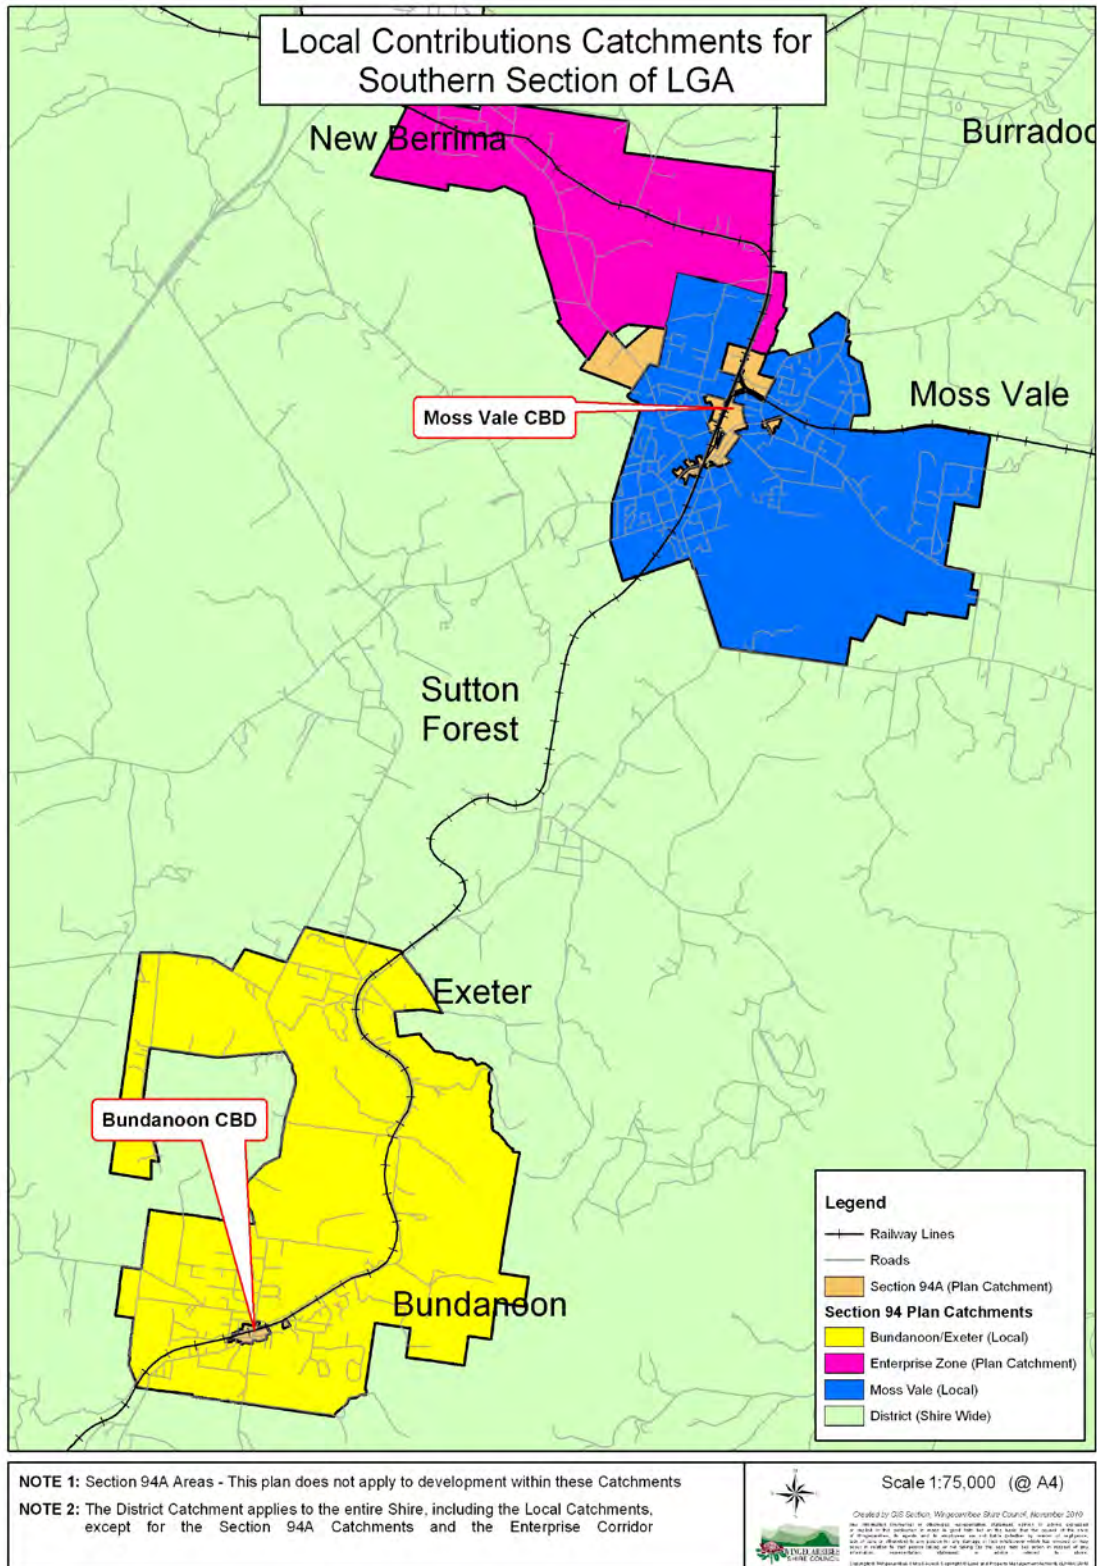 Local Contributions Catchments for
Southern Section of LGA
New Berrima
Burradoo
Moss Vale
Moss Vale CBD
Sutton
Forest
Exeter
Bundanoon CBD
Bundanoon
Legend
Railway Lines
Roads
Section 94A (Plan Catchment)
Section 94 Plan Catchments
Bundanoon/Exeter (Local)
Enterprise Zone (Plan Catchment)
Moss Vale (Local)
District (Shire Wide)
NOTE 1: Section 94A Areas - This plan does not apply to development within these Catchments
NOTE 2: The District Catchment applies to the entire Shire, including the Local Catchments,
except for the Section 94A Catchments and the Enterprise Corridor
Scale 1:75,000 (@ A4)
Created by GIS Section, Wingecarribee Shire Council, November 2010
WINGECARRIBEE
SHIRE COUNCIL